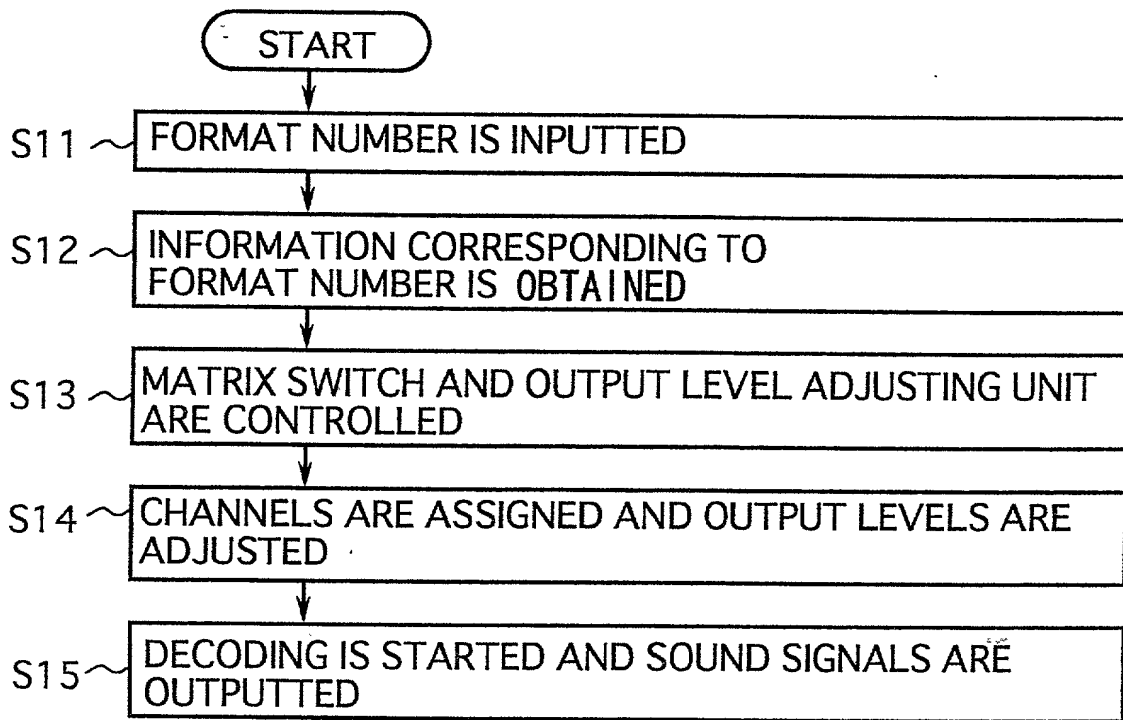 START
S11 FORMAT NUMBER IS INPUTTED
S12 INFORMATION CORRESPONDING TO
FORMAT NUMBER IS OBTAINED
S13 MATRIX SWITCH AND OUTPUT LEVEL ADJUSTING UNIT
ARE CONTROLLED
S14 CHANNELS ARE ASSIGNED AND OUTPUT LEVELS ARE
ADJUSTED
S15 DECODING IS STARTED AND SOUND SIGNALS ARE
OUTPUTTED